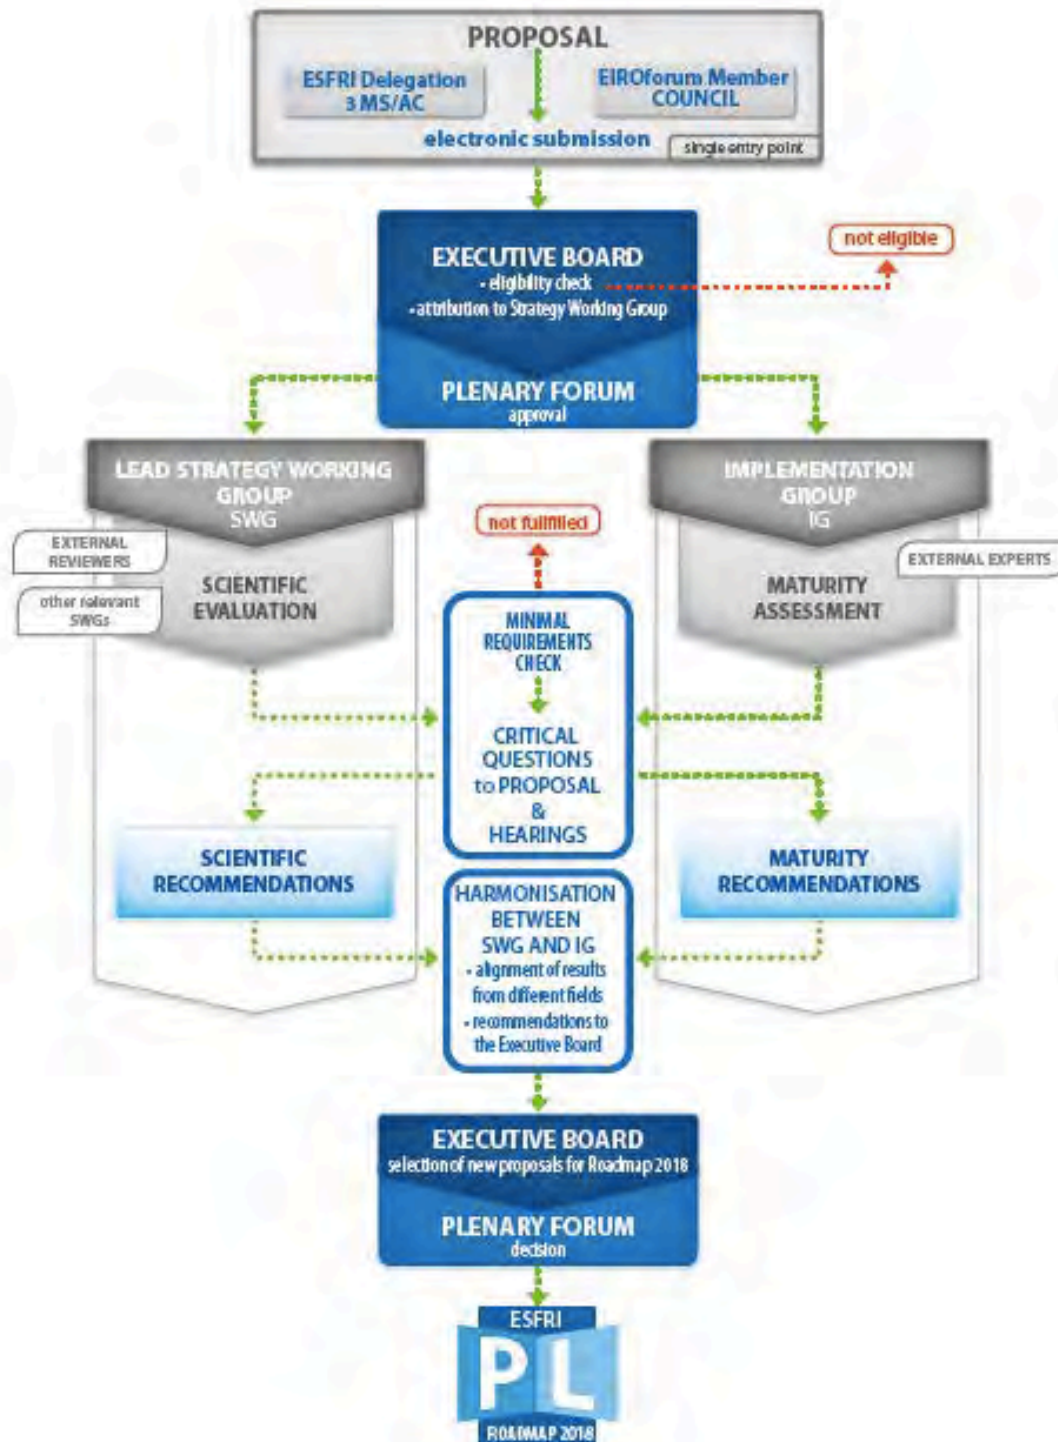 PROPOSAL
ESFRI Delegation
3 MS/AC
EIROforum Member
COUNCIL
electronic submission
single entry point
EXECUTIVE BOARD
• eligibility check
• attribution to Strategy Working Group
not eligible
PLENARY FORUM
approval
LEAD STRATEGY WORKING
GROUP
SWG
IMPLEMENTATION
GROUP
IG
EXTERNAL
REVIEWERS
other relevant
SWGs
SCIENTIFIC
EVALUATION
not fullfilled
EXTERNAL EXPERTS
MATURITY
ASSESSMENT
MINIMAL
REQUIREMENTS
CHECK
CRITICAL
QUESTIONS
to PROPOSAL
&
HEARINGS
SCIENTIFIC
RECOMMENDATIONS
MATURITY
RECOMMENDATIONS
HARMONISATION
BETWEEN
SWG AND IG
• alignment of results
from different fields
• recommendations to
the Executive Board
EXECUTIVE BOARD
selection of new proposals for Roadmap 2018
PLENARY FORUM
decision
ESFRI
PL
ROADMAP 2018